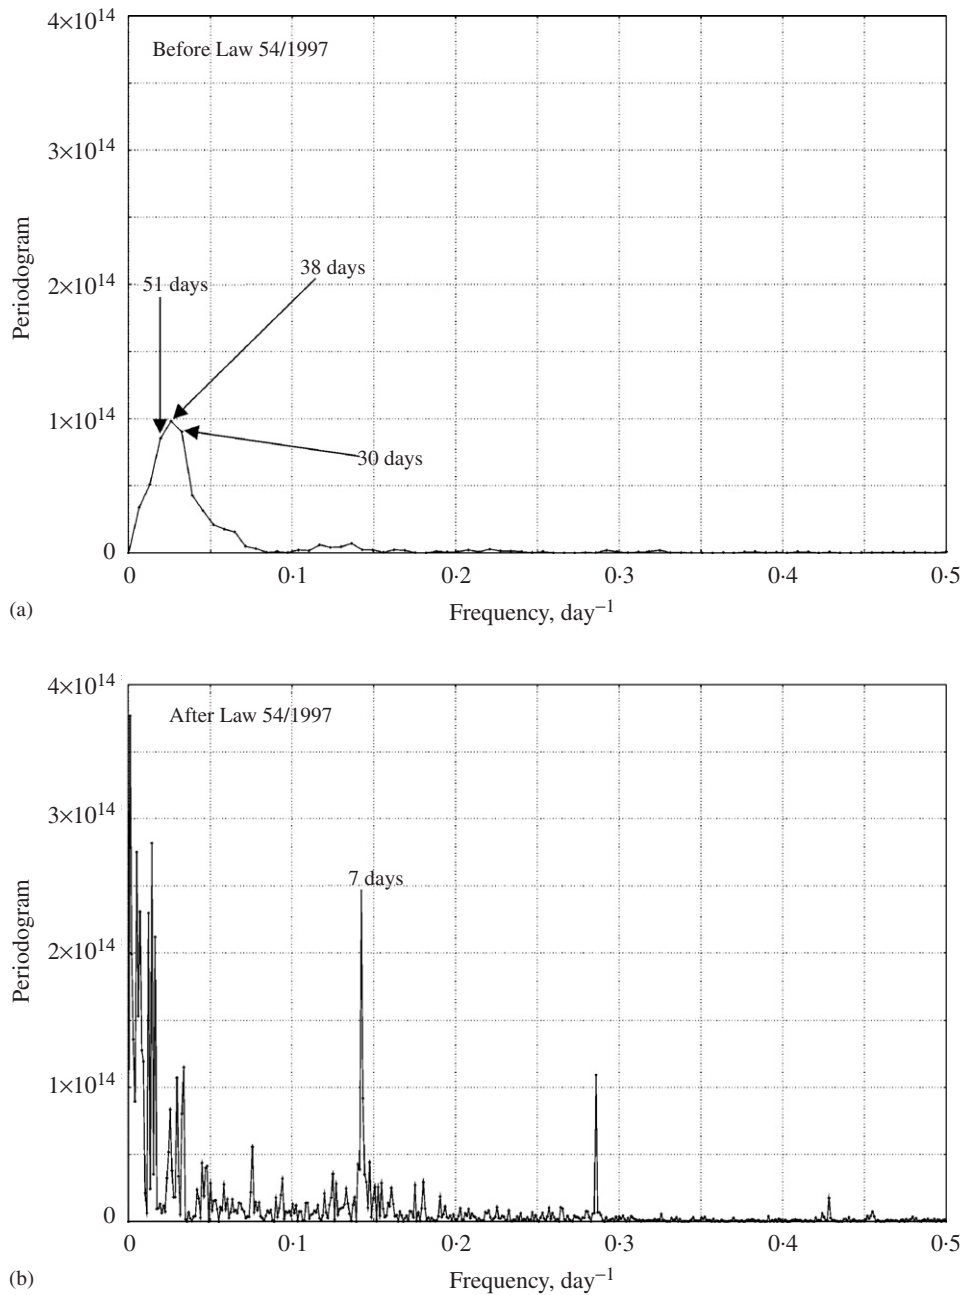 4×10¹⁴
Before Law 54/1997
3×10¹⁴
Periodogram
38 days
2×10¹⁴
51 days
1×10¹⁴
30 days
0
0 0·1 0·2 0·3 0·4 0·5
(a)
Frequency, day⁻¹
4×10¹⁴
After Law 54/1997
3×10¹⁴
7 days
Periodogram
2×10¹⁴
1×10¹⁴
0
0 0·1 0·2 0·3 0·4 0·5
(b)
Frequency, day⁻¹